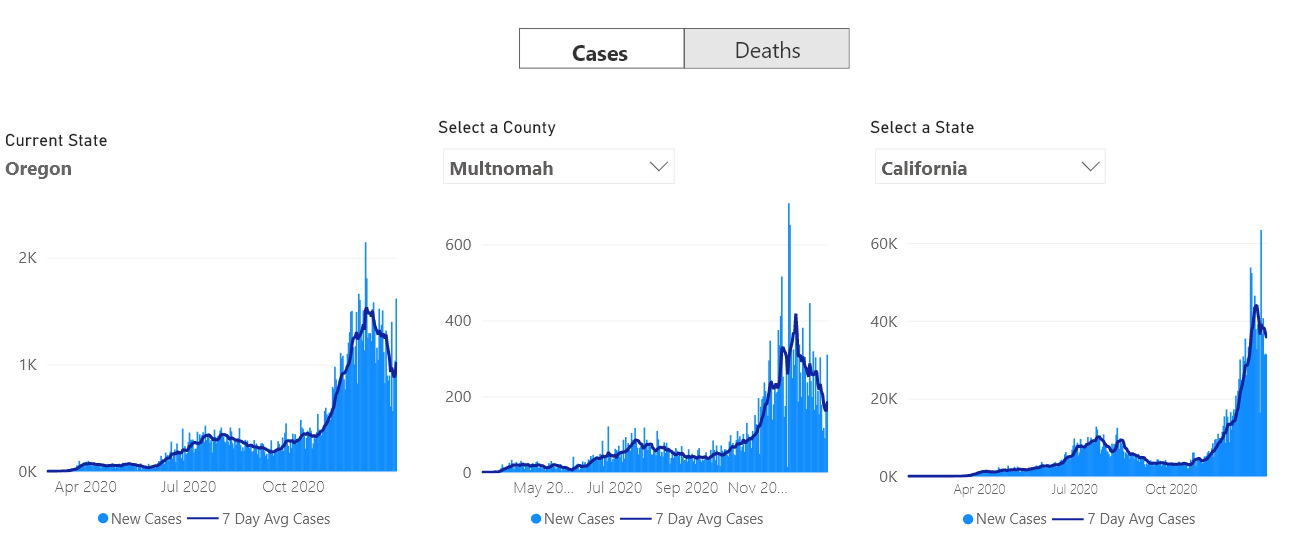 Cases Deaths
Current State
Oregon
Select a County
Multnomah
Select a State
California
2K
1K
0K
Apr 2020 Jul 2020 Oct 2020
New Cases 7 Day Avg Cases
600
400
200
0
May 20... Jul 2020 Sep 2020 Nov 20...
New Cases 7 Day Avg Cases
60K
40K
20K
0K
Apr 2020 Jul 2020 Oct 2020
New Cases 7 Day Avg Cases